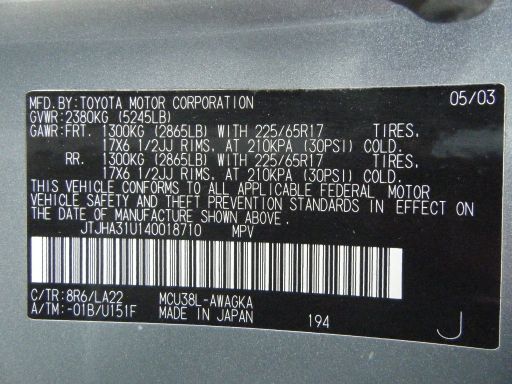 MFD.BY:TOYOTA MOTOR CORPORATION 05/03
GVWR:2380KG (5245LB)
GAWR:FRT. 1300KG (2865LB) WITH 225/65R17 TIRES.
17X6 1/2JJ RIMS. AT 210KPA (30PSI) COLD.
RR. 1300KG (2865LB) WITH 225/65R17 TIRES,
17X6 1/2JJ RIMS, AT 210KPA (30PSI) COLD.
THIS VEHICLE CONFORMS TO ALL APPLICABLE FEDERAL MOTOR
VEHICLE SAFETY AND THEFT PREVENTION STANDARDS IN EFFECT ON
THE DATE OF MANUFACTURE SHOWN ABOVE.
JTJHA31U140018710 MPV
C/TR:8R6/LA22 MCU38L-AWAGKA
A/TM:-01B/U151F MADE IN JAPAN 194 J